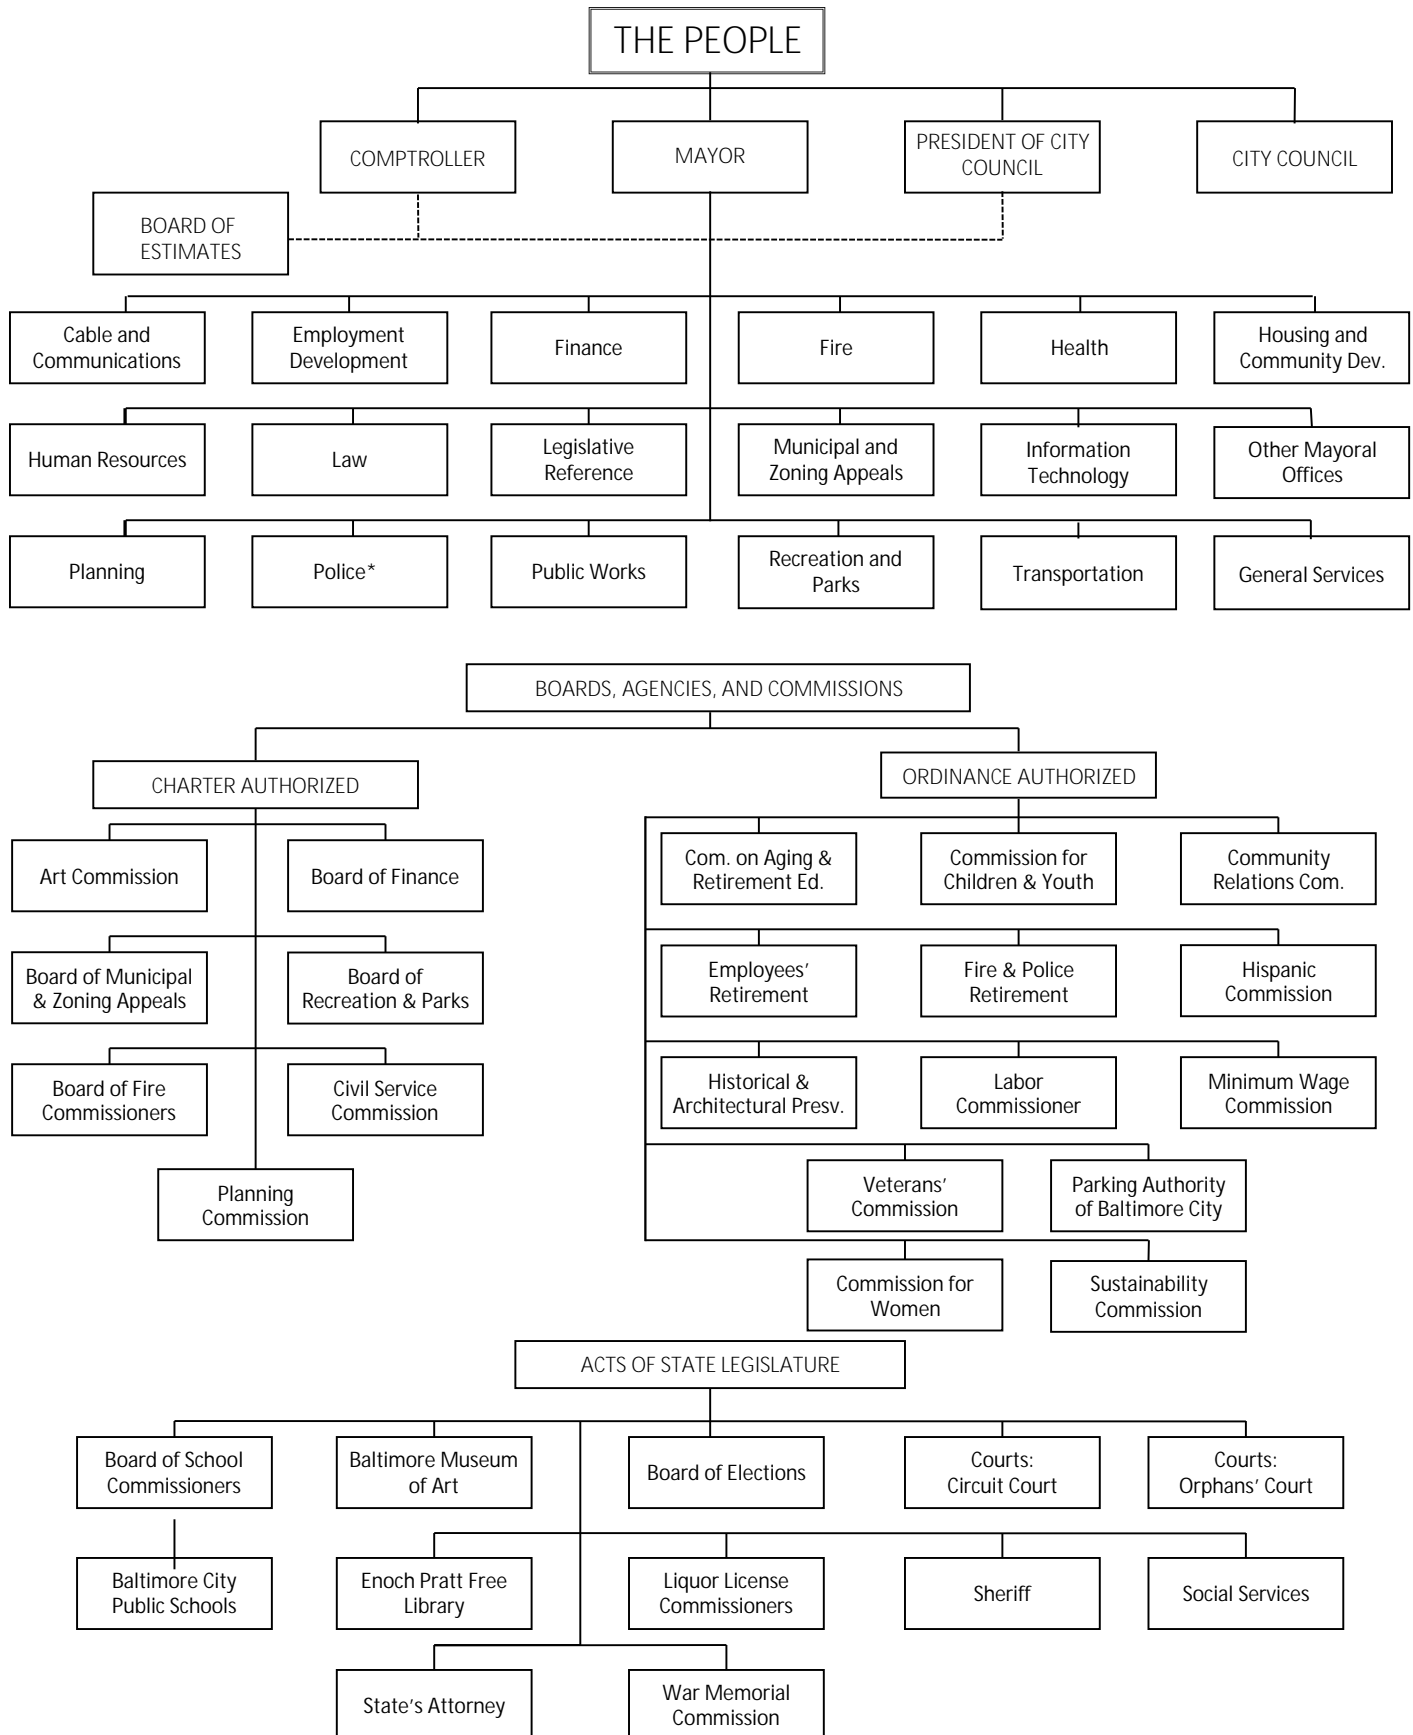 THE PEOPLE
COMPTROLLER
MAYOR
PRESIDENT OF CITY
COUNCIL
CITY COUNCIL
BOARD OF
ESTIMATES
Cable and
Communications
Employment
Development
Finance
Fire
Health
Housing and
Community Dev.
Human Resources
Law
Legislative
Reference
Municipal and
Zoning Appeals
Information
Technology
Other Mayoral
Offices
Planning
Police*
Public Works
Recreation and
Parks
Transportation
General Services
BOARDS, AGENCIES, AND COMMISSIONS
CHARTER AUTHORIZED
Art Commission
Board of Finance
Board of Municipal
& Zoning Appeals
Board of
Recreation & Parks
Board of Fire
Commissioners
Civil Service
Commission
Planning
Commission
ORDINANCE AUTHORIZED
Com. on Aging &
Retirement Ed.
Commission for
Children & Youth
Community
Relations Com.
Employees’
Retirement
Fire & Police
Retirement
Hispanic
Commission
Historical &
Architectural Presv.
Labor
Commissioner
Minimum Wage
Commission
Veterans’
Commission
Parking Authority
of Baltimore City
Commission for
Women
Sustainability
Commission
ACTS OF STATE LEGISLATURE
Board of School
Commissioners
Baltimore Museum
of Art
Board of Elections
Courts:
Circuit Court
Courts:
Orphans’ Court
Baltimore City
Public Schools
Enoch Pratt Free
Library
Liquor License
Commissioners
Sheriff
Social Services
State’s Attorney
War Memorial
Commission